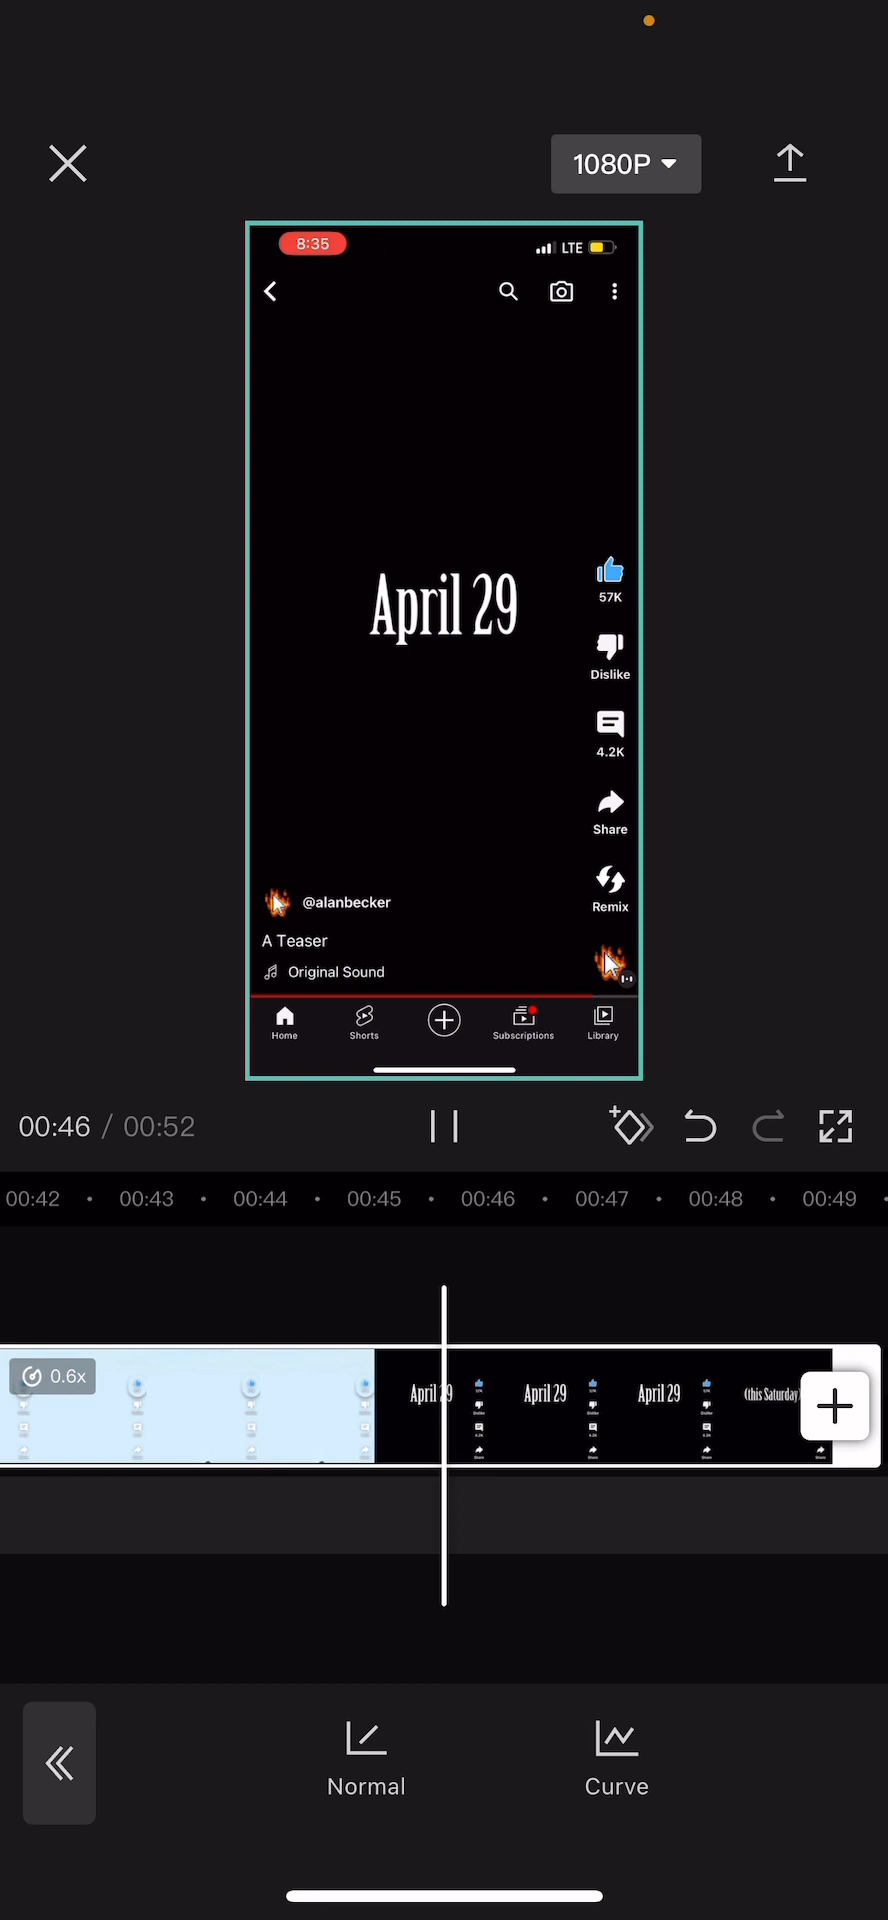 1080P
8:35
LTE
April 29
57K
Dislike
4.2K
Share
Remix
@alanbecker
A Teaser
Original Sound
Home
Shorts
Subscriptions
Library
00:46 / 00:52
00:42 00:43 00:44 00:45 00:46 00:47 00:48 00:49
0.6x
April 29
April 29
April 29
(this Saturday)
Normal
Curve